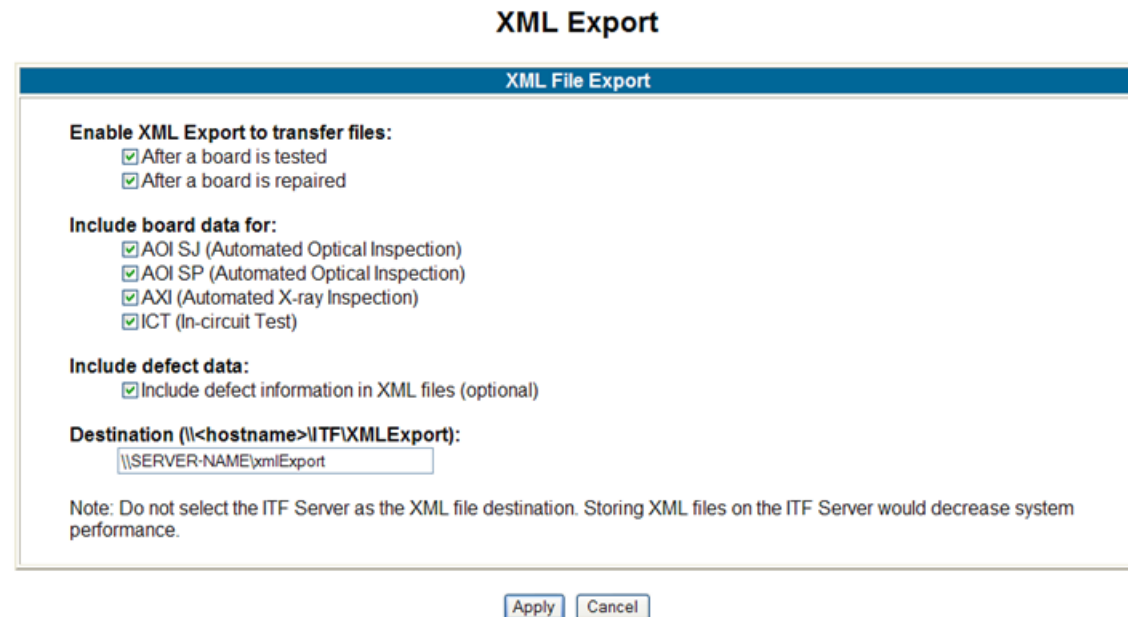 XML Export
XML File Export
Enable XML Export to transfer files:
After a board is tested
After a board is repaired
Include board data for:
AOI SJ (Automated Optical Inspection)
AOI SP (Automated Optical Inspection)
AXI (Automated X-ray Inspection)
ICT (In-circuit Test)
Include defect data:
Include defect information in XML files (optional)
Destination (\\<hostname>\ITF\XMLExport):
\\SERVER-NAME\xmlExport
Note: Do not select the ITF Server as the XML file destination. Storing XML files on the ITF Server would decrease system
performance.
Apply Cancel